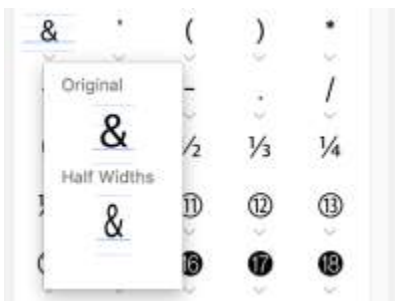 & ' ( ) *
Original
- . /
&
½ ⅓ ¼
Half Widths
⑪ ⑫ ⑬
&
⓰ ⓱ ⓲